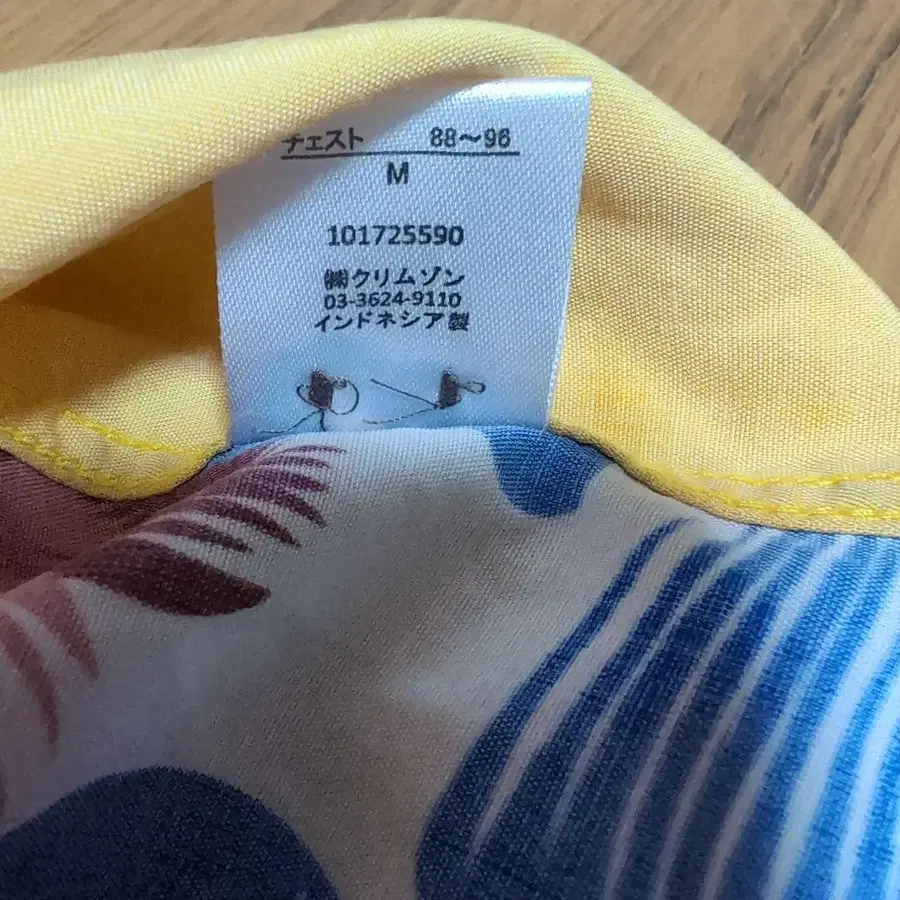 チェスト 88～96
M
101725590
㈱クリムゾン
03-3624-9110
インドネシア製